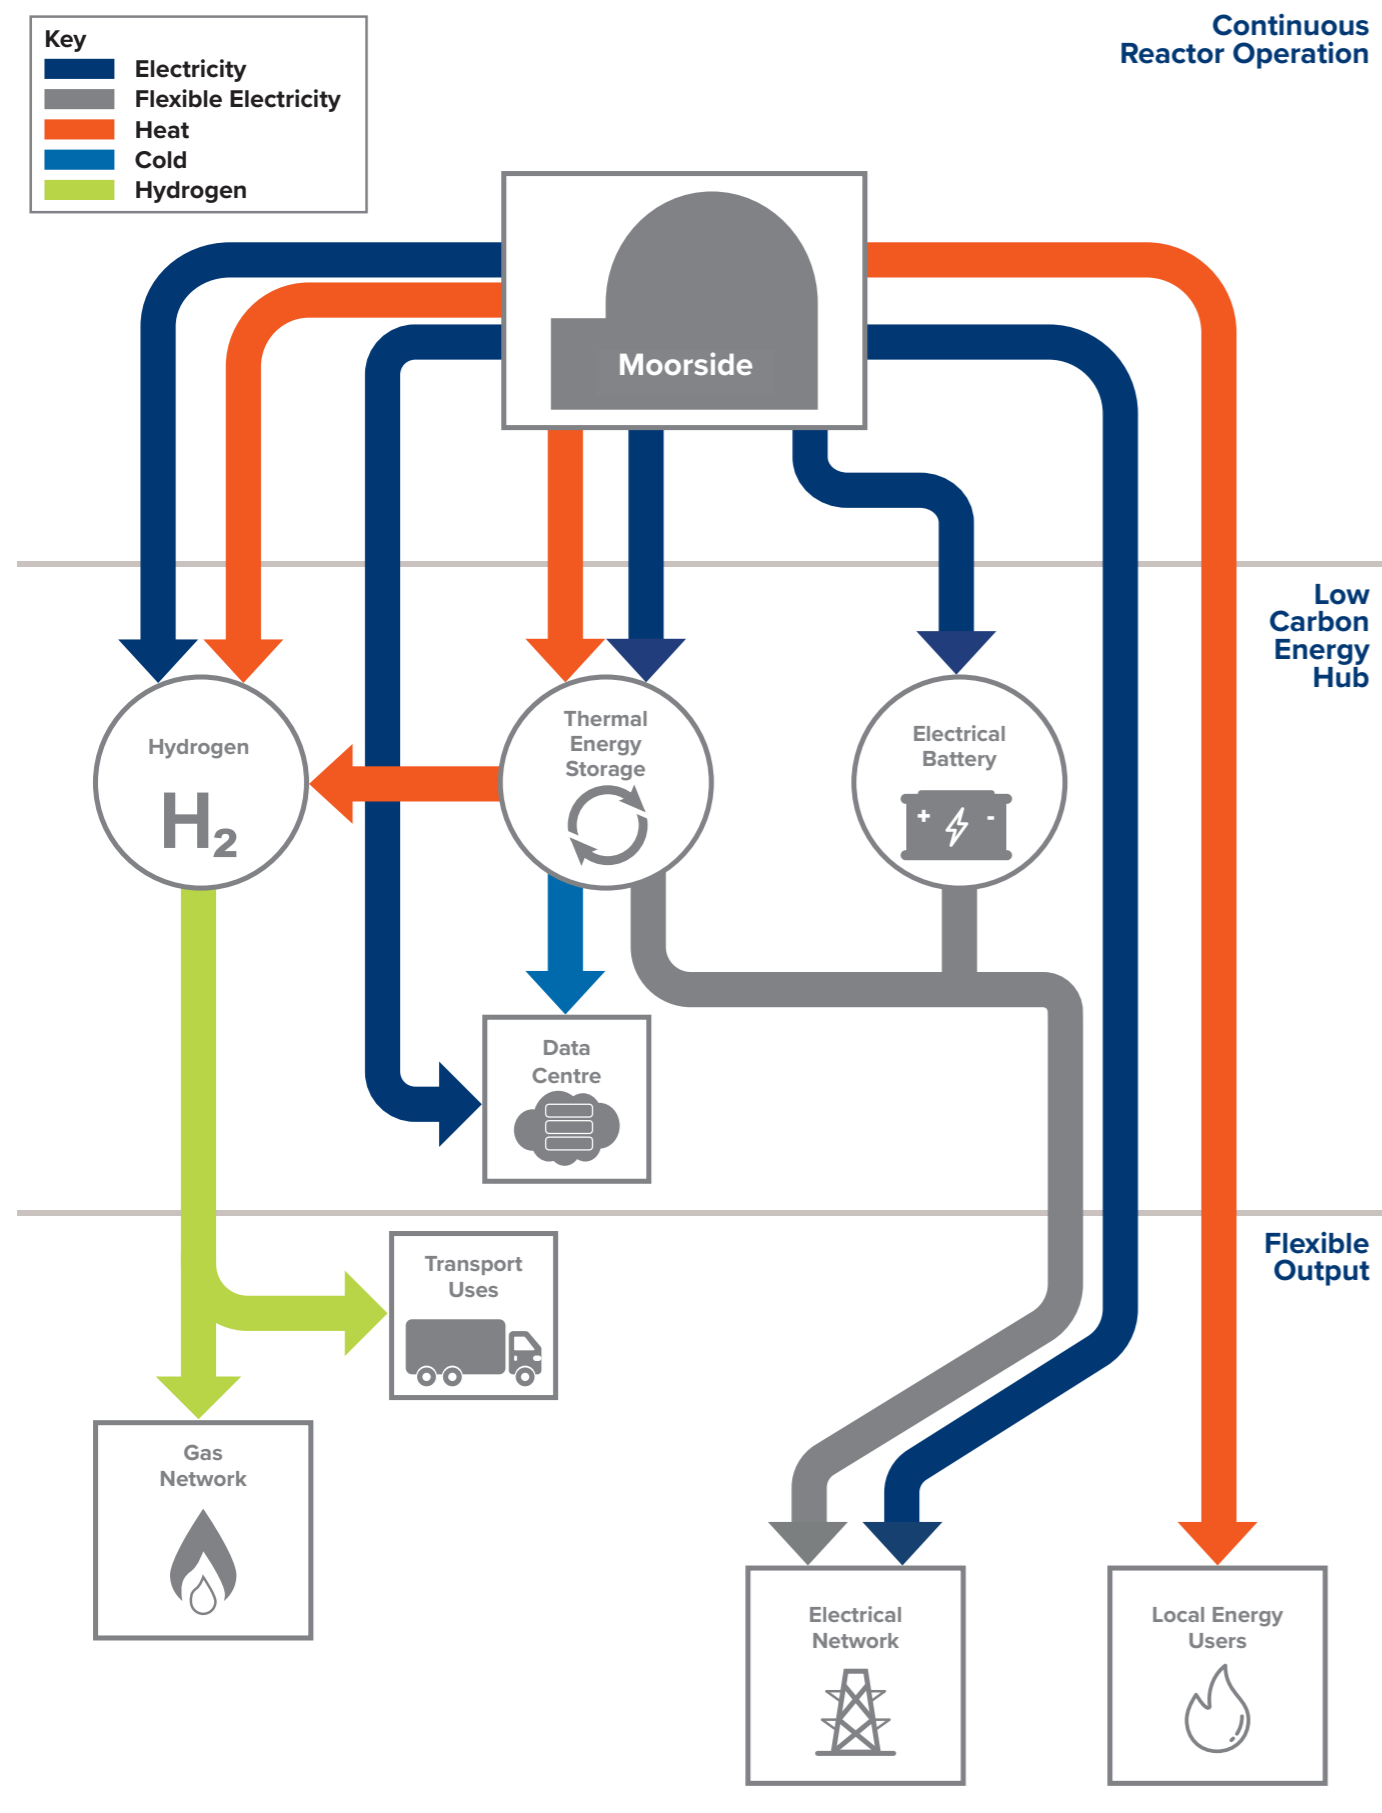 Key
Electricity
Flexible Electricity
Heat
Cold
Hydrogen
Continuous
Reactor Operation
Moorside
Low
Carbon
Energy
Hub
Hydrogen
H₂
Thermal
Energy
Storage
Electrical
Battery
+ -
Data
Centre
Flexible
Output
Transport
Uses
Gas
Network
Electrical
Network
Local Energy
Users